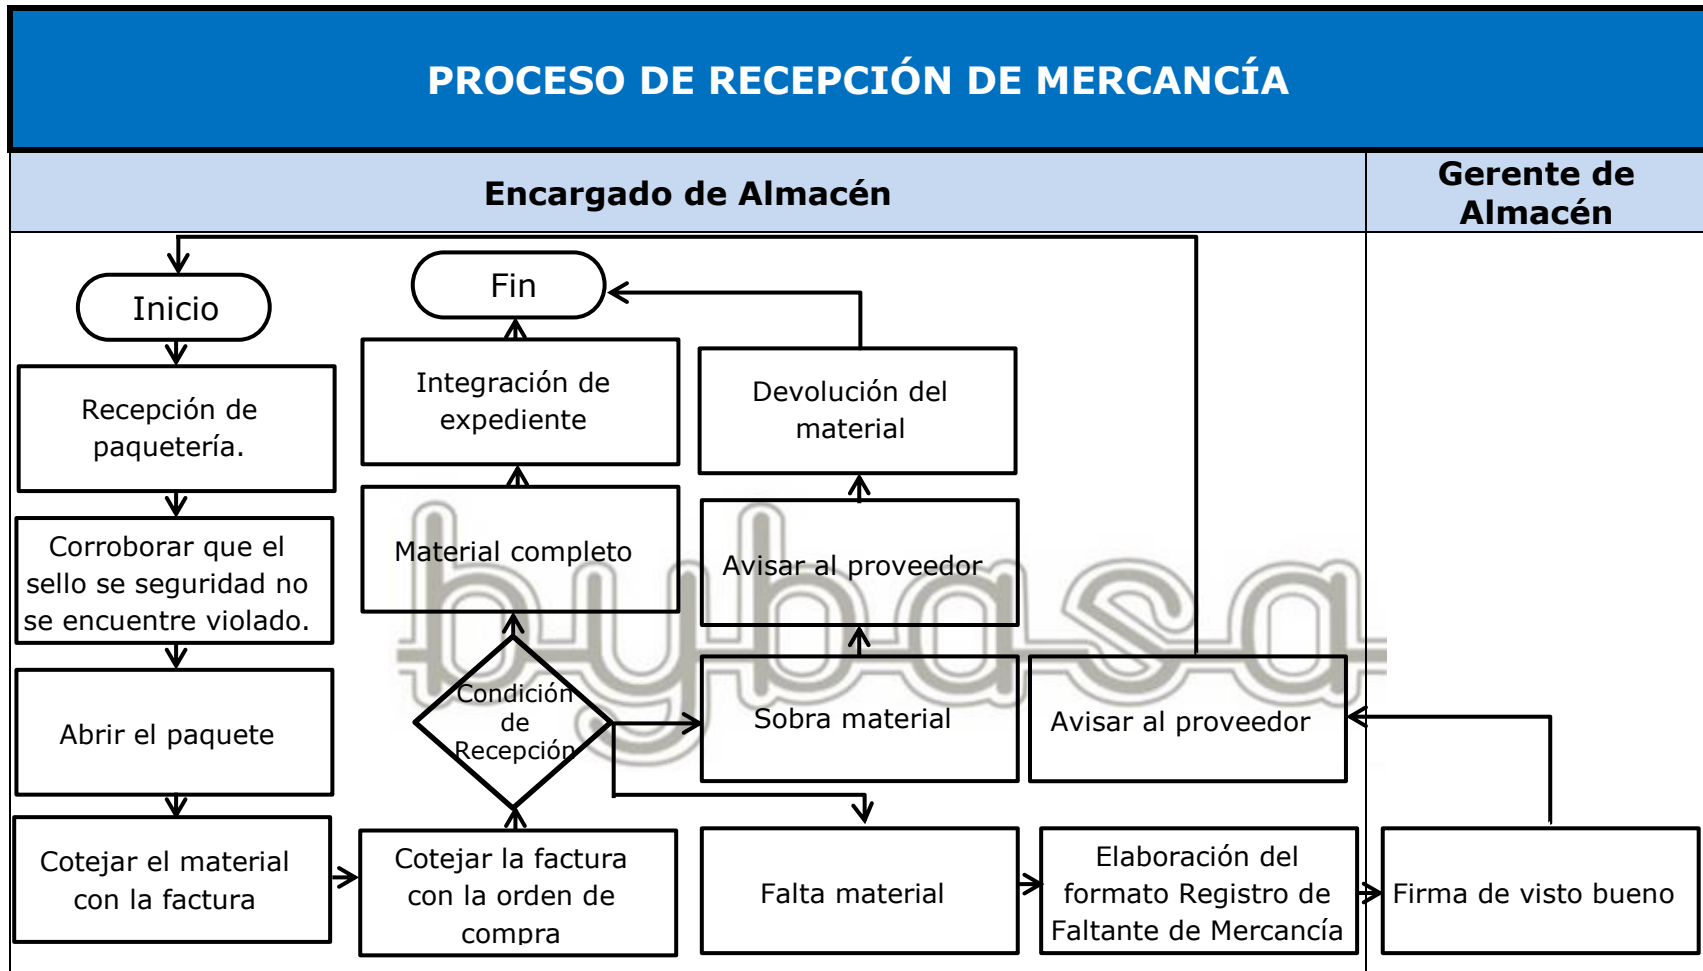 PROCESO DE RECEPCIÓN DE MERCANCÍA
Encargado de Almacén
Gerente de
Almacén
Inicio
Recepción de
paquetería.
Corroborar que el
sello se seguridad no
se encuentre violado.
Abrir el paquete
Cotejar el material
con la factura
Cotejar la factura
con la orden de
compra
Condición
de
Recepción
Material completo
Integración de
expediente
Fin
Sobra material
Avisar al proveedor
Devolución del
material
Falta material
Elaboración del
formato Registro de
Faltante de Mercancía
Firma de visto bueno
Avisar al proveedor
bybasa